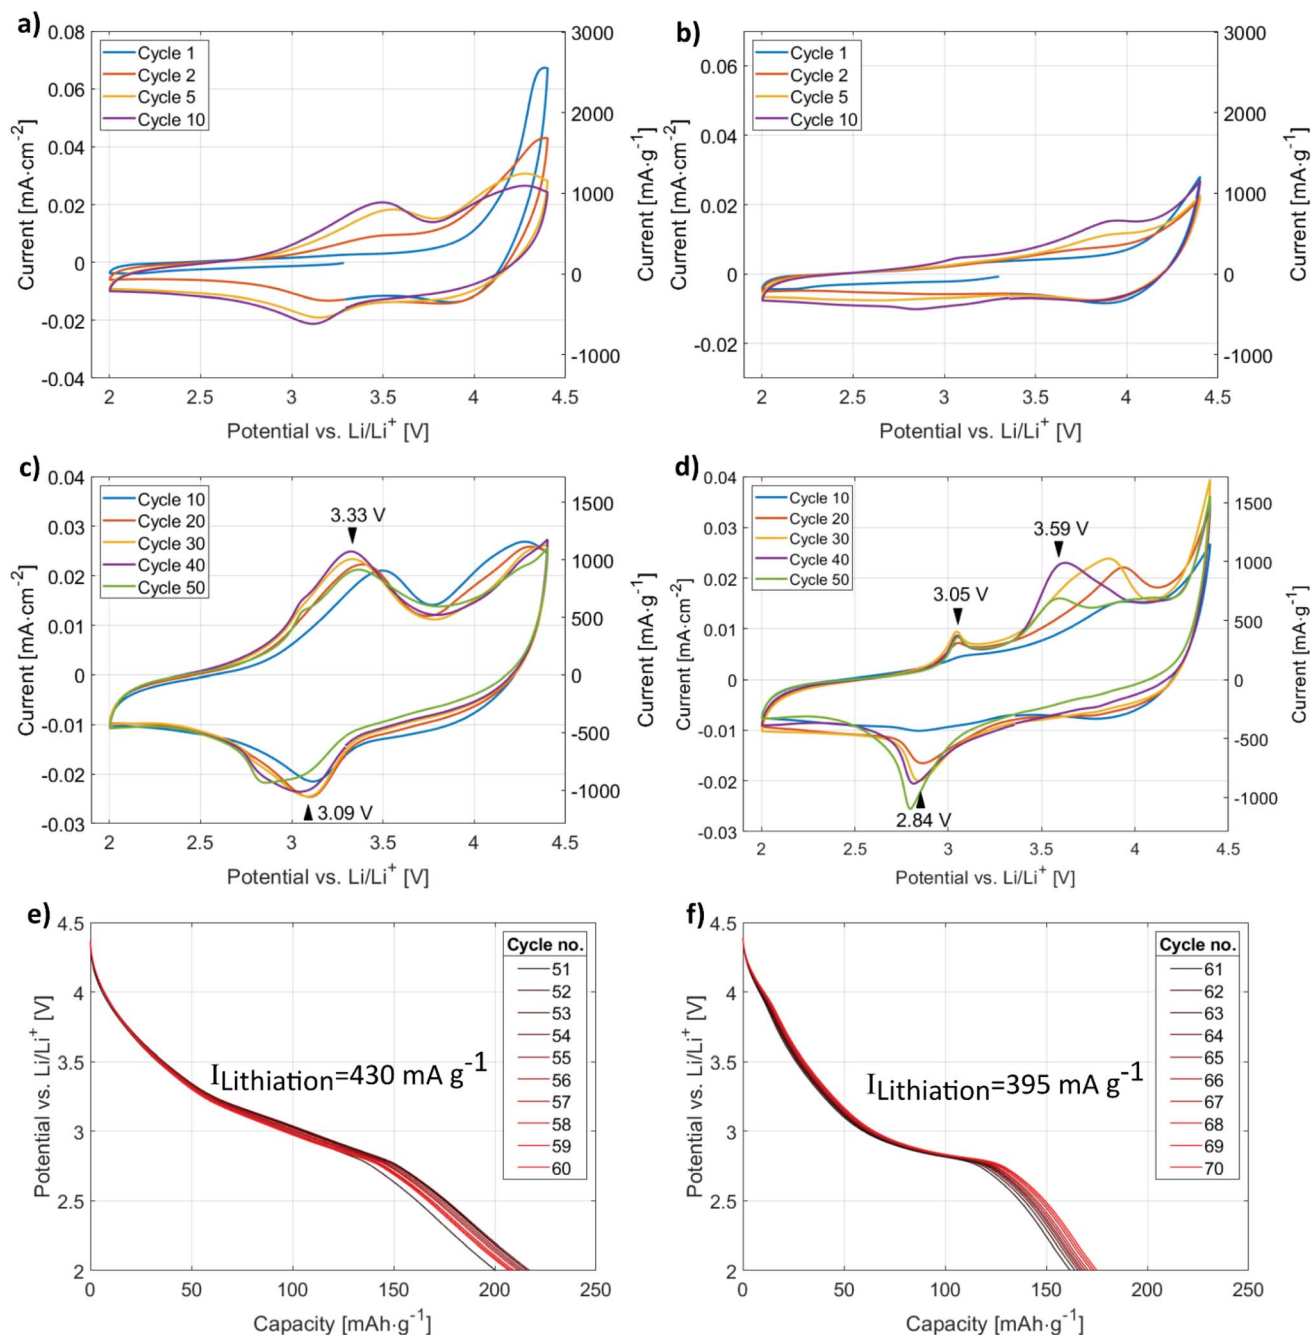 a)
0.08
0.06
0.04
0.02
0
-0.02
-0.04
Current [mA·cm-2]
Cycle 1
Cycle 2
Cycle 5
Cycle 10
3000
2000
1000
0
-1000
Current [mA·g-1]
2
2.5
3
3.5
4
4.5
Potential vs. Li/Li+ [V]
b)
0.06
0.04
0.02
0
-0.02
Current [mA·cm-2]
Cycle 1
Cycle 2
Cycle 5
Cycle 10
3000
2000
1000
0
-1000
Current [mA·g-1]
2
2.5
3
3.5
4
4.5
Potential vs. Li/Li+ [V]
c)
0.04
0.03
0.02
0.01
0
-0.01
-0.02
-0.03
Current [mA·cm-2]
Cycle 10
Cycle 20
Cycle 30
Cycle 40
Cycle 50
3.33 V
3.09 V
1500
1000
500
0
-500
-1000
Current [mA·g-1]
2
2.5
3
3.5
4
4.5
Potential vs. Li/Li+ [V]
d)
0.04
0.03
0.02
0.01
0
-0.01
-0.02
-0.03
Current [mA·cm-2]
Cycle 10
Cycle 20
Cycle 30
Cycle 40
Cycle 50
3.59 V
3.05 V
2.84 V
1500
1000
500
0
-500
-1000
Current [mA·g-1]
2
2.5
3
3.5
4
4.5
Potential vs. Li/Li+ [V]
e)
4.5
4
3.5
3
2.5
2
Potential vs. Li/Li+ [V]
ILithiation=430 mA g-1
Cycle no.
51
52
53
54
55
56
57
58
59
60
0
50
100
150
200
250
Capacity [mAh·g-1]
f)
4.5
4
3.5
3
2.5
2
Potential vs. Li/Li+ [V]
ILithiation=395 mA g-1
Cycle no.
61
62
63
64
65
66
67
68
69
70
0
50
100
150
200
250
Capacity [mAh·g-1]